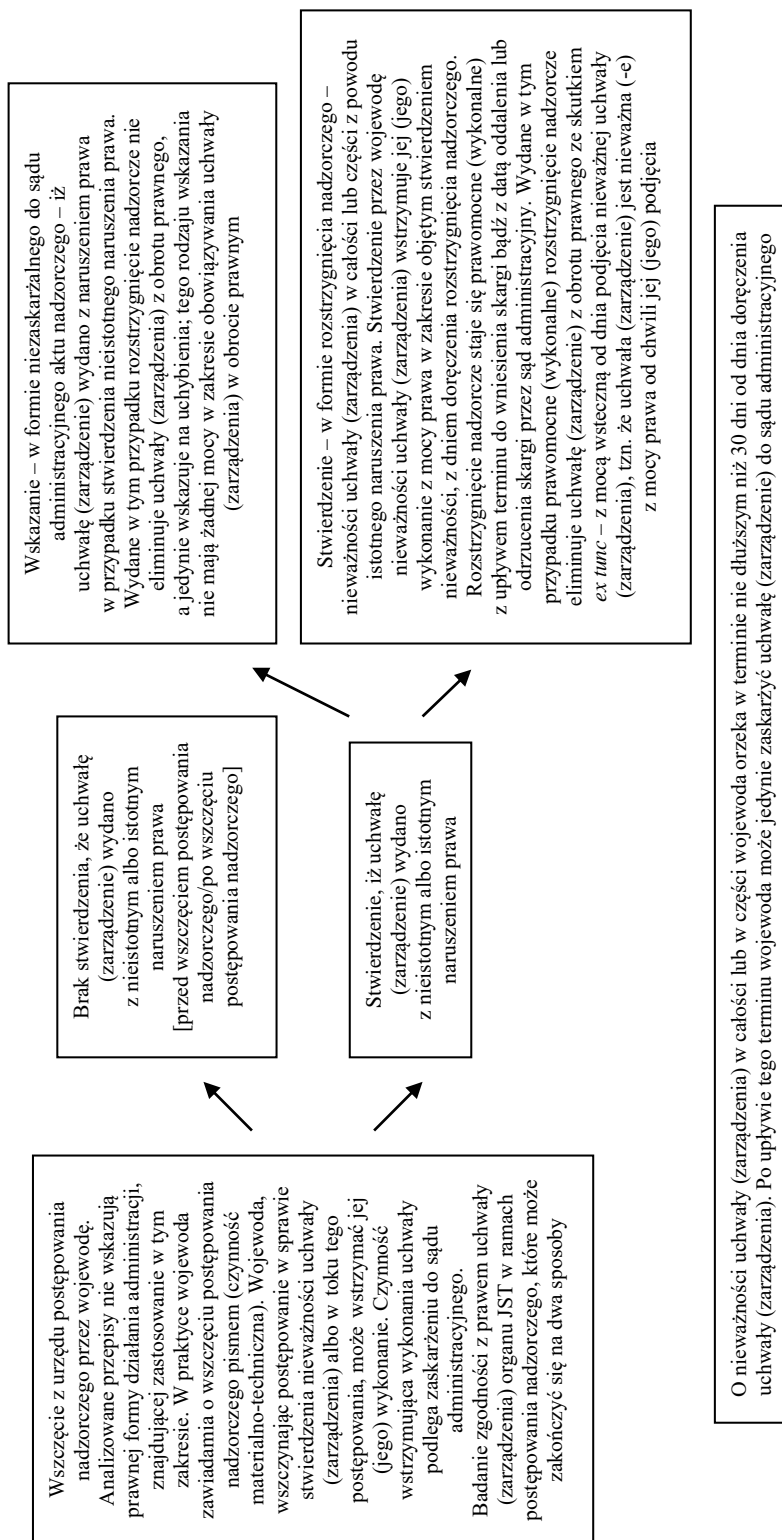 Wszczęcie z urzędu postępowania
nadzorczego przez wojewodę.
Analizowane przepisy nie wskazują
prawnej formy działania administracji,
znajdującej zastosowanie w tym
zakresie. W praktyce wojewoda
zawiadamia o wszczęciu postępowania
nadzorczego pismem (czynność
materialno-techniczna). Wojewoda,
wszczynając postępowanie w sprawie
stwierdzenia nieważności uchwały
(zarządzenia) albo w toku tego
postępowania, może wstrzymać jej
(jego) wykonanie. Czynność
wstrzymująca wykonania uchwały
podlega zaskarżeniu do sądu
administracyjnego.
Badanie zgodności z prawem uchwały
(zarządzenia) organu JST w ramach
postępowania nadzorczego, które może
zakończyć się na dwa sposoby
Brak stwierdzenia, że uchwałę
(zarządzenie) wydano
z nieistotnym albo istotnym
naruszeniem prawa
[przed wszczęciem postępowania
nadzorczego/po wszczęciu
postępowania nadzorczego]
Stwierdzenie, iż uchwałę
(zarządzenie) wydano
z nieistotnym albo istotnym
naruszeniem prawa
Wskazanie – w formie niezaskarżalnego do sądu
administracyjnego aktu nadzorczego – iż
uchwałę (zarządzenie) wydano z naruszeniem prawa
w przypadku stwierdzenia nieistotnego naruszenia prawa.
Wydane w tym przypadku rozstrzygnięcie nadzorcze nie
eliminuje uchwały (zarządzenia) z obrotu prawnego,
a jedynie wskazuje na uchybienia; tego rodzaju wskazania
nie mają żadnej mocy w zakresie obowiązywania uchwały
(zarządzenia) w obrocie prawnym
Stwierdzenie – w formie rozstrzygnięcia nadzorczego –
nieważności uchwały (zarządzenia) w całości lub części z powodu
istotnego naruszenia prawa. Stwierdzenie przez wojewodę
nieważności uchwały (zarządzenia) wstrzymuje jej (jego)
wykonanie z mocy prawa w zakresie objętym stwierdzeniem
nieważności, z dniem doręczenia rozstrzygnięcia nadzorczego.
Rozstrzygnięcie nadzorcze staje się prawomocne (wykonalne)
z upływem terminu do wniesienia skargi bądź z datą oddalenia lub
odrzucenia skargi przez sąd administracyjny. Wydane w tym
przypadku prawomocne (wykonalne) rozstrzygnięcie nadzorcze
eliminuje uchwałę (zarządzenie) z obrotu prawnego ze skutkiem
ex tunc – z mocą wsteczną od dnia podjęcia nieważnej uchwały
(zarządzenia), tzn. że uchwała (zarządzenie) jest nieważna (-e)
z mocy prawa od chwili jej (jego) podjęcia
O nieważności uchwały (zarządzenia) w całości lub w części wojewoda orzeka w terminie nie dłuższym niż 30 dni od dnia doręczenia
uchwały (zarządzenia). Po upływie tego terminu wojewoda może jedynie zaskarżyć uchwałę (zarządzenie) do sądu administracyjnego